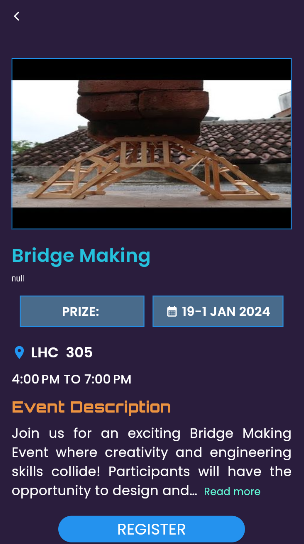 Bridge Making
null
PRIZE:
19-1 JAN 2024
LHC 305
4:00 PM TO 7:00 PM
Event Description
Join us for an exciting Bridge Making
Event where creativity and engineering
skills collide! Participants will have the
opportunity to design and... Read more
REGISTER